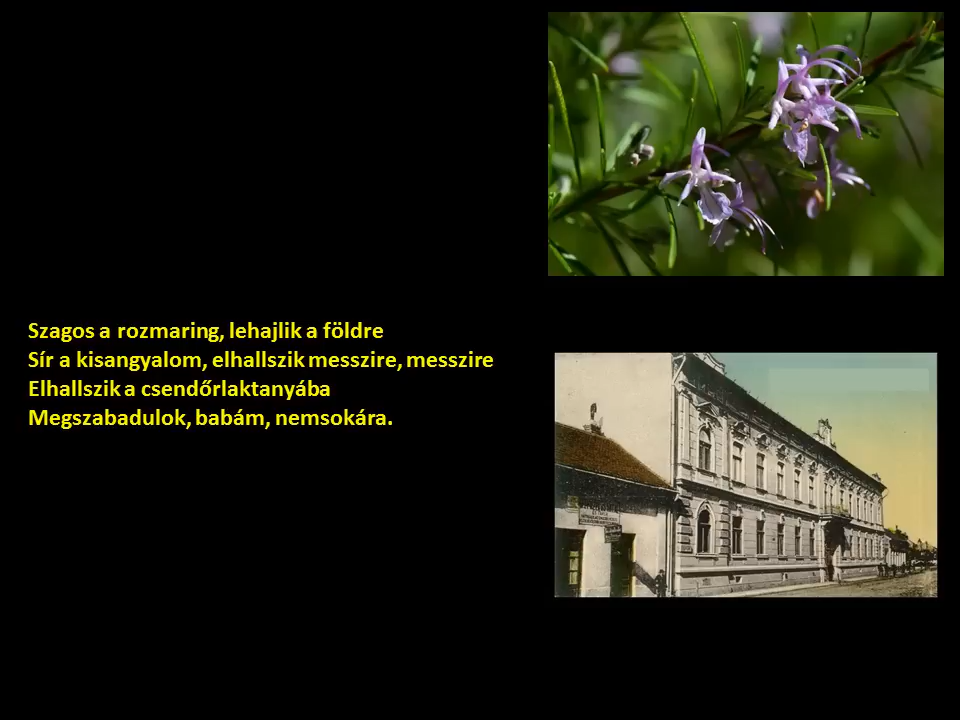 Szagos a rozmaring, lehajlik a földre
Sír a kisangyalom, elhallszik messzire, messzire
Elhallszik a csendőrlaktanyába
Megszabadulok, babám, nemsokára.